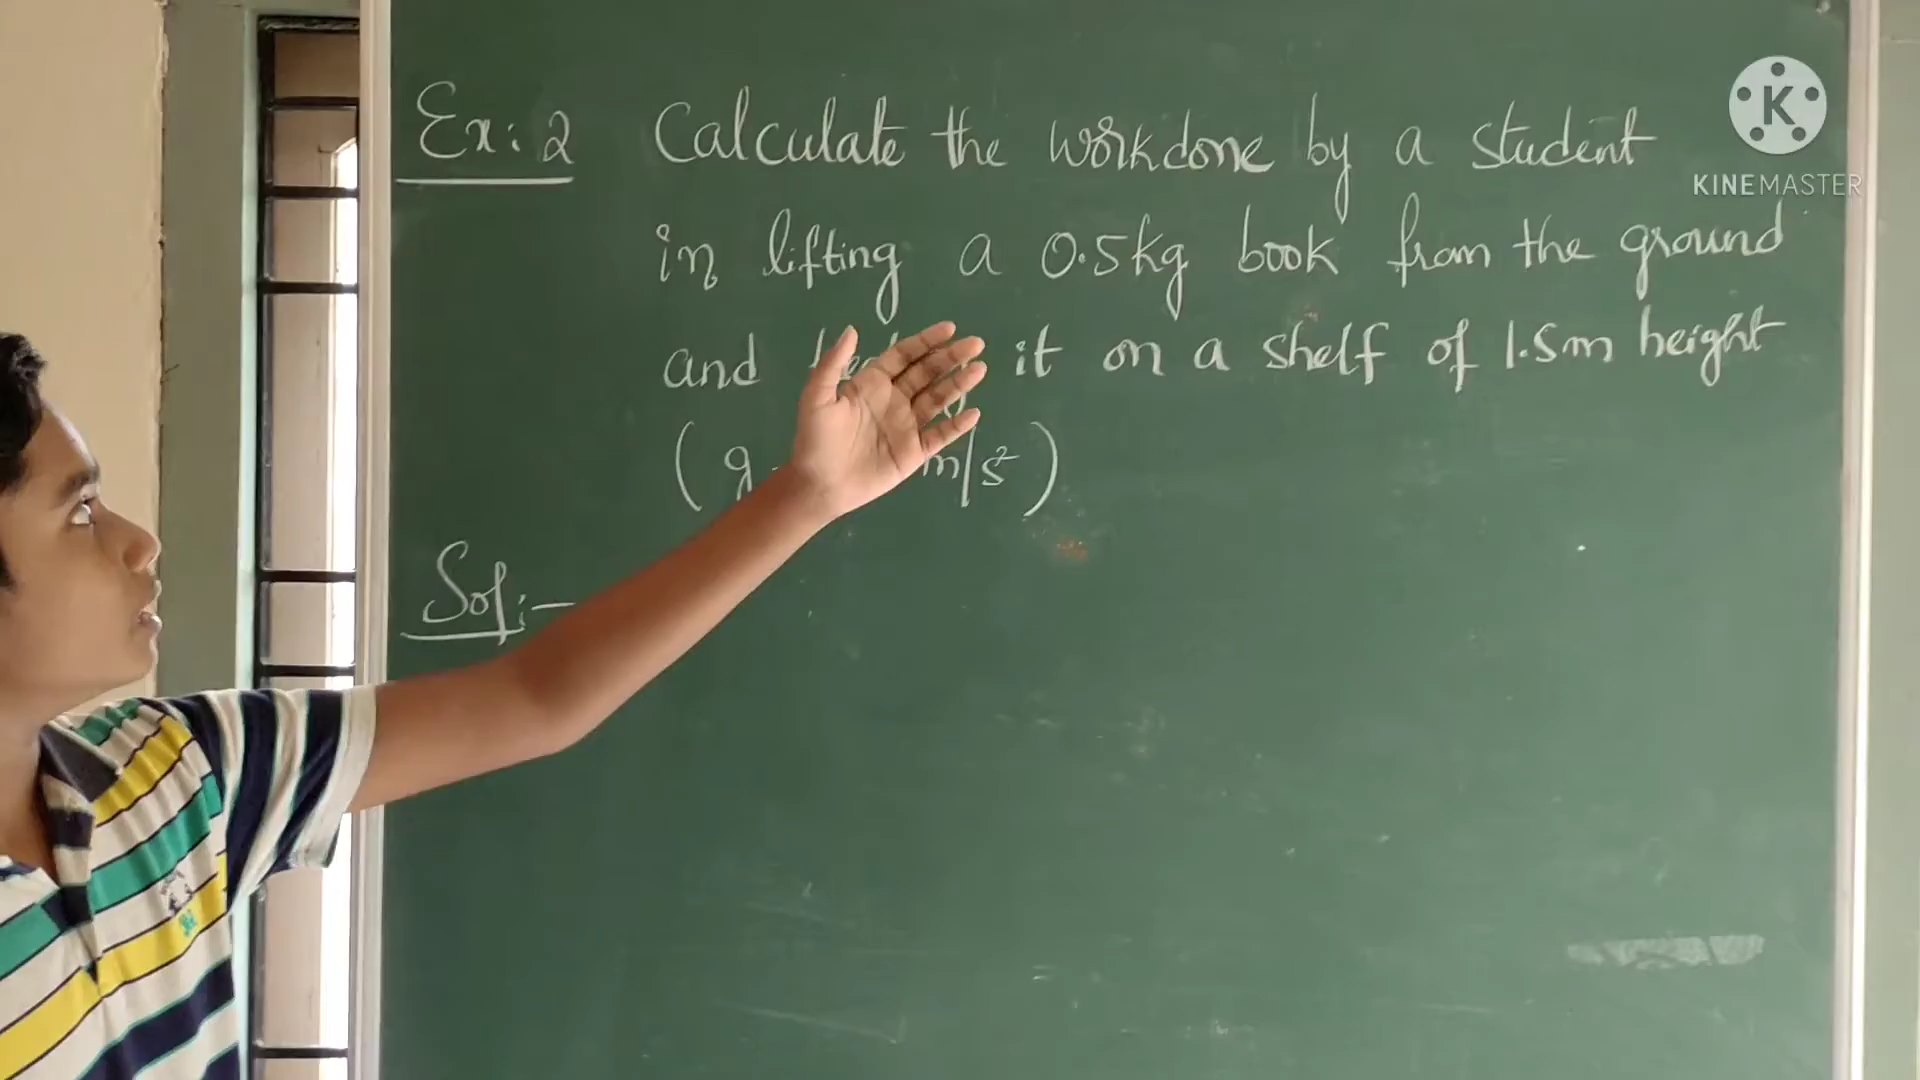 Ex: 2 Calculate the workdone by a student
in lifting a 0.5kg book from the ground
and it on a shelf of 1.5m height
(g m/s²)
Sol:-
K
KINEMASTER